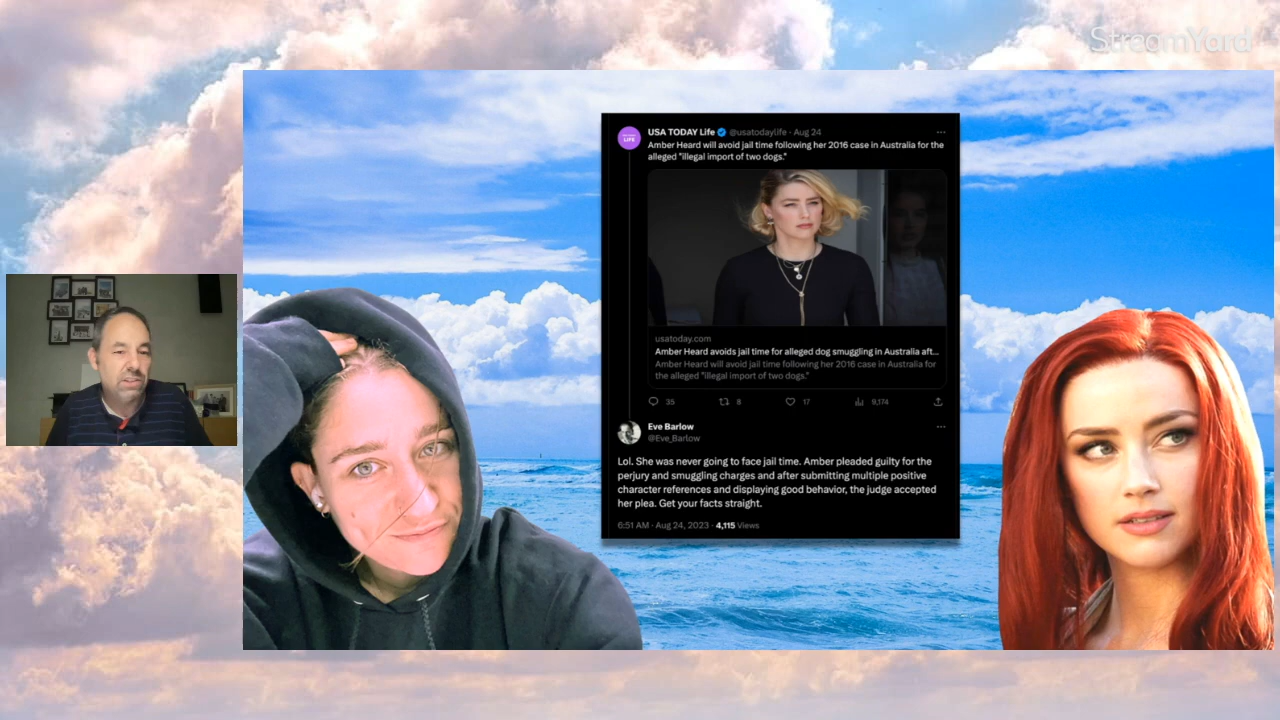 StreamYard
USA TODAY Life @usatodaylife · Aug 24
Amber Heard will avoid jail time following her 2016 case in Australia for the
alleged "illegal import of two dogs."
usatoday.com
Amber Heard avoids jail time for alleged dog smuggling in Australia aft...
Amber Heard will avoid jail time following her 2016 case in Australia for
the alleged "illegal import of two dogs."
35 8 17 9,174
Eve Barlow
@Eve_Barlow
Lol. She was never going to face jail time. Amber pleaded guilty for the
perjury and smuggling charges and after submitting multiple positive
character references and displaying good behavior, the judge accepted
her plea. Get your facts straight.
6:51 AM · Aug 24, 2023 · 4,115 Views